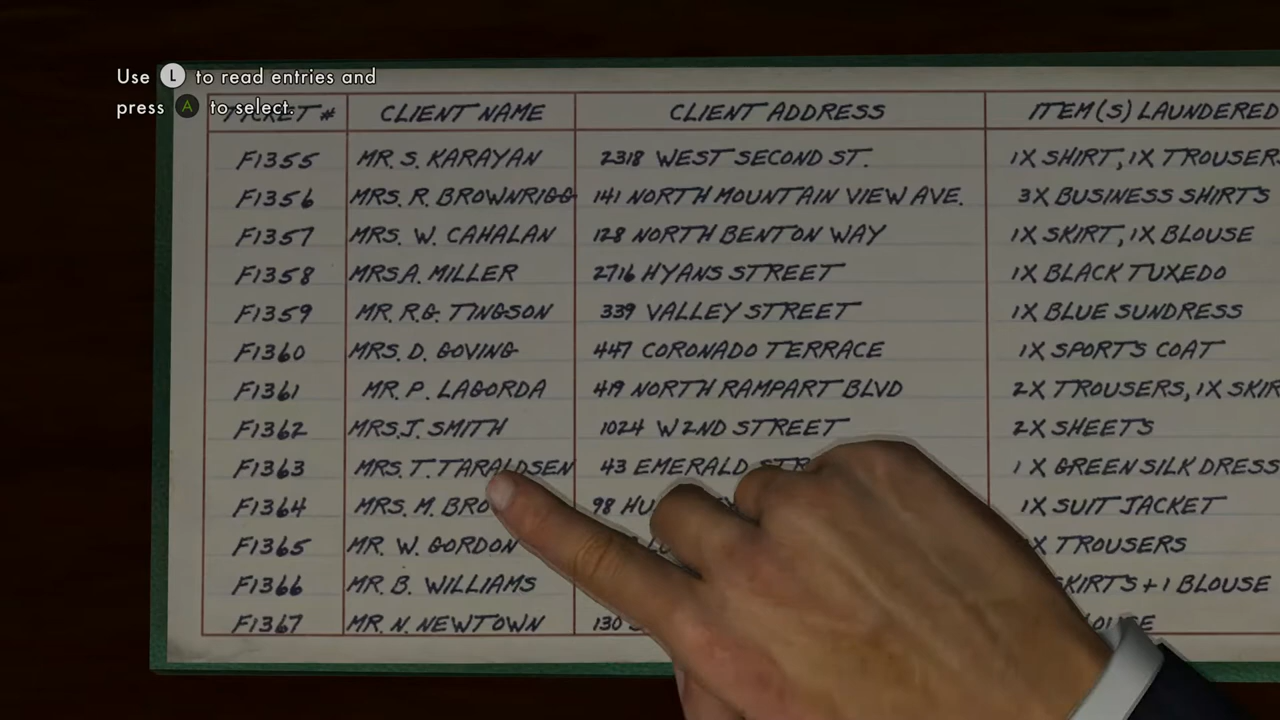 Use L to read entries and
press A to select.
TICKET # CLIENT NAME CLIENT ADDRESS ITEM(S) LAUNDERED
F1355 MR. S. KARAYAN 2318 WEST SECOND ST. 1X SHIRT, 1X TROUSERS
F1356 MRS. R. BROWNRIGG 141 NORTH MOUNTAIN VIEW AVE. 3X BUSINESS SHIRTS
F1357 MRS. W. CAHALAN 128 NORTH BENTON WAY 1X SKIRT, 1X BLOUSE
F1358 MRS A. MILLER 2716 HYANS STREET 1X BLACK TUXEDO
F1359 MR. R.G. TINGSON 339 VALLEY STREET 1X BLUE SUNDRESS
F1360 MRS. D. GOVING 447 CORONADO TERRACE 1X SPORTS COAT
F1361 MR. P. LAGORDA 419 NORTH RAMPART BLVD 2X TROUSERS, 1X SKIR
F1362 MRS. J. SMITH 1024 W 2ND STREET 2X SHEETS
F1363 MRS. T. TARALDSEN 43 EMERALD STR 1 X GREEN SILK DRESS
F1364 MRS. M. BRO 98 HU 1X SUIT JACKET
F1365 MR. W. GORDON X TROUSERS
F1366 MR. B. WILLIAMS SKIRTS + 1 BLOUSE
F1367 MR. N. NEWTOWN 130